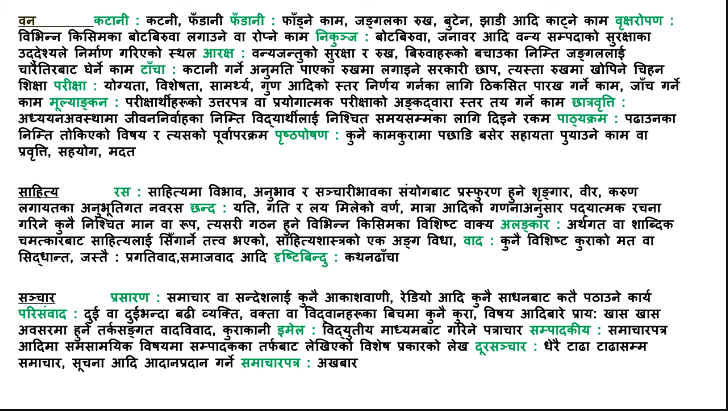 वन कटानी : कटनी, फँडानी फँडानी : फाँड्ने काम, जङ्गलका रुख, बुटेन, झाडी आदि काट्ने काम वृक्षरोपण :
विभिन्न किसिमका बोटबिरुवा लगाउने वा रोप्ने काम निकुञ्ज : बोटबिरुवा, जनावर आदि वन्य सम्पदाको सुरक्षाका
उद्देश्यले निर्माण गरिएको स्थल आरक्ष : वन्यजन्तुको सुरक्षा र रुख, बिरुवाहरूको बचाउका निम्ति जङ्गललाई
चारैतिरबाट घेर्ने काम टाँचा : कटानी गर्ने अनुमति पाएका रुखमा लगाइने सरकारी छाप, त्यस्ता रुखमा खोपिने चिहन
शिक्षा परीक्षा : योग्यता, विशेषता, सामर्थ्य, गुण आदिको स्तर निर्णय गर्नका लागि ठिकसित पारख गर्ने काम, जाँच गर्ने
काम मूल्याङ्कन : परीक्षार्थीहरूको उत्तरपत्र वा प्रयोगात्मक परीक्षाको अङ्कद्वारा स्तर तय गर्ने काम छात्रवृत्ति :
अध्ययनअवस्थामा जीवननिर्वाहका निम्ति विद्यार्थीलाई निश्चित समयसम्मका लागि दिइने रकम पाठ्यक्रम : पढाउनका
निम्ति तोकिएको विषय र त्यसको पूर्वापरक्रम पृष्ठपोषण : कुनै कामकुरामा पछाडि बसेर सहायता पुयाउने काम वा
प्रवृत्ति, सहयोग, मदत
साहित्य रस : साहित्यमा विभाव, अनुभाव र सञ्चारीभावका संयोगबाट प्रस्फुरण हुने शृङ्गार, वीर, करुण
लगायतका अनुभूतिगत नवरस छन्द : यति, गति र लय मिलेको वर्ण, मात्रा आदिको गणनाअनुसार पद्यात्मक रचना
गरिने कुनै निश्चित मान वा रूप, त्यसरी गठन हुने विभिन्न किसिमका विशिष्ट वाक्य अलङ्कार : अर्थगत वा शाब्दिक
चमत्कारबाट साहित्यलाई सिँगार्ने तत्त्व भएको, साहित्यशास्त्रको एक अङ्ग विधा, वाद : कुनै विशिष्ट कुराको मत वा
सिद्धान्त, जस्तै : प्रगतिवाद,समाजवाद आदि दृष्टिबिन्दु : कथनढाँचा
सञ्चार प्रसारण : समाचार वा सन्देशलाई कुनै आकाशवाणी, रेडियो आदि कुनै साधनबाट कतै पठाउने कार्य
परिसंवाद : दुई वा दुईभन्दा बढी व्यक्ति, वक्ता वा विद्वानहरूका बिचमा कुनै कुरा, विषय आदिबारे प्राय: खास खास
अवसरमा हुने तर्कसङ्गत वादविवाद, कुराकानी इमेल : विद्युतीय माध्यमबाट गरिने पत्राचार सम्पादकीय : समाचारपत्र
आदिमा समसामयिक विषयमा सम्पादकका तर्फबाट लेखिएको विशेष प्रकारको लेख दूरसञ्चार : धेरै टाढा टाढासम्म
समाचार, सूचना आदि आदानप्रदान गर्ने समाचारपत्र : अखबार